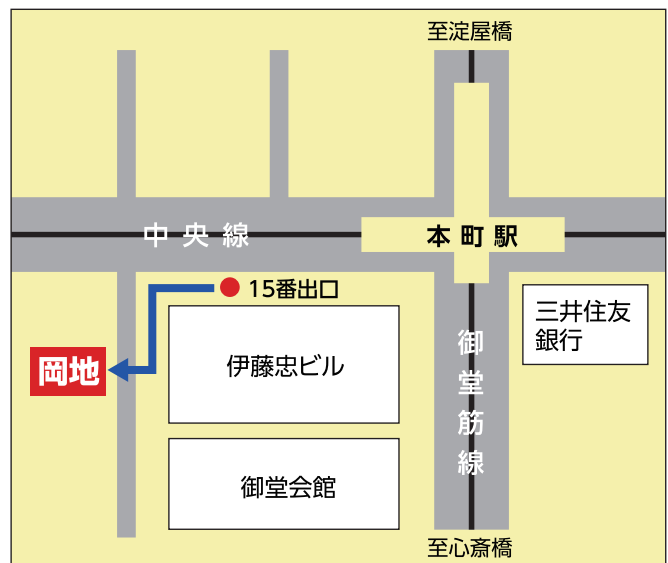 至淀屋橋
中央線
本町駅
15番出口
三井住友
銀行
岡地
伊藤忠ビル
御堂筋線
御堂会館
至心斎橋